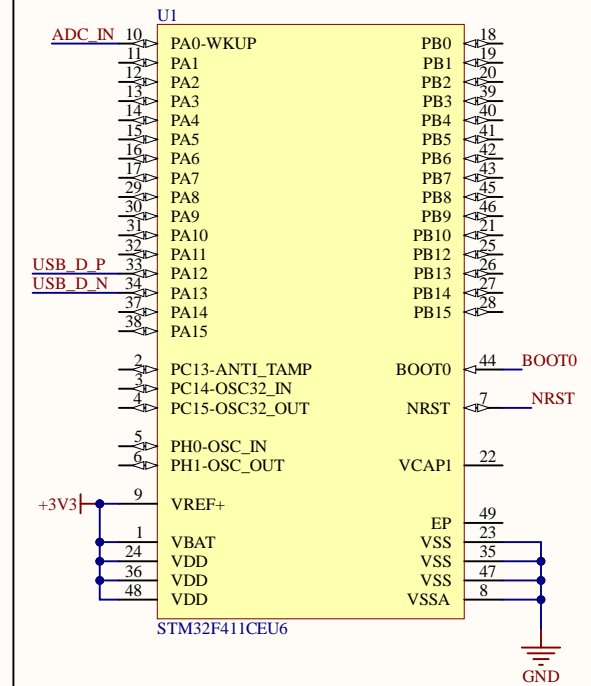 U1
ADC_IN 10 PA0-WKUP PB0 18
11 PA1 PB1 19
12 PA2 PB2 20
13 PA3 PB3 39
14 PA4 PB4 40
15 PA5 PB5 41
16 PA6 PB6 42
17 PA7 PB7 43
29 PA8 PB8 45
30 PA9 PB9 46
31 PA10 PB10 21
32 PA11 PB12 25
USB_D_P 33 PA12 PB13 26
USB_D_N 34 PA13 PB14 27
37 PA14 PB15 28
38 PA15
2 PC13-ANTI_TAMP BOOT0 44 BOOT0
3 PC14-OSC32_IN
4 PC15-OSC32_OUT NRST 7 NRST
5 PH0-OSC_IN
6 PH1-OSC_OUT VCAP1 22
+3V3 9 VREF+
EP 49
1 VBAT VSS 23
24 VDD VSS 35
36 VDD VSS 47
48 VDD VSSA 8
STM32F411CEU6
GND